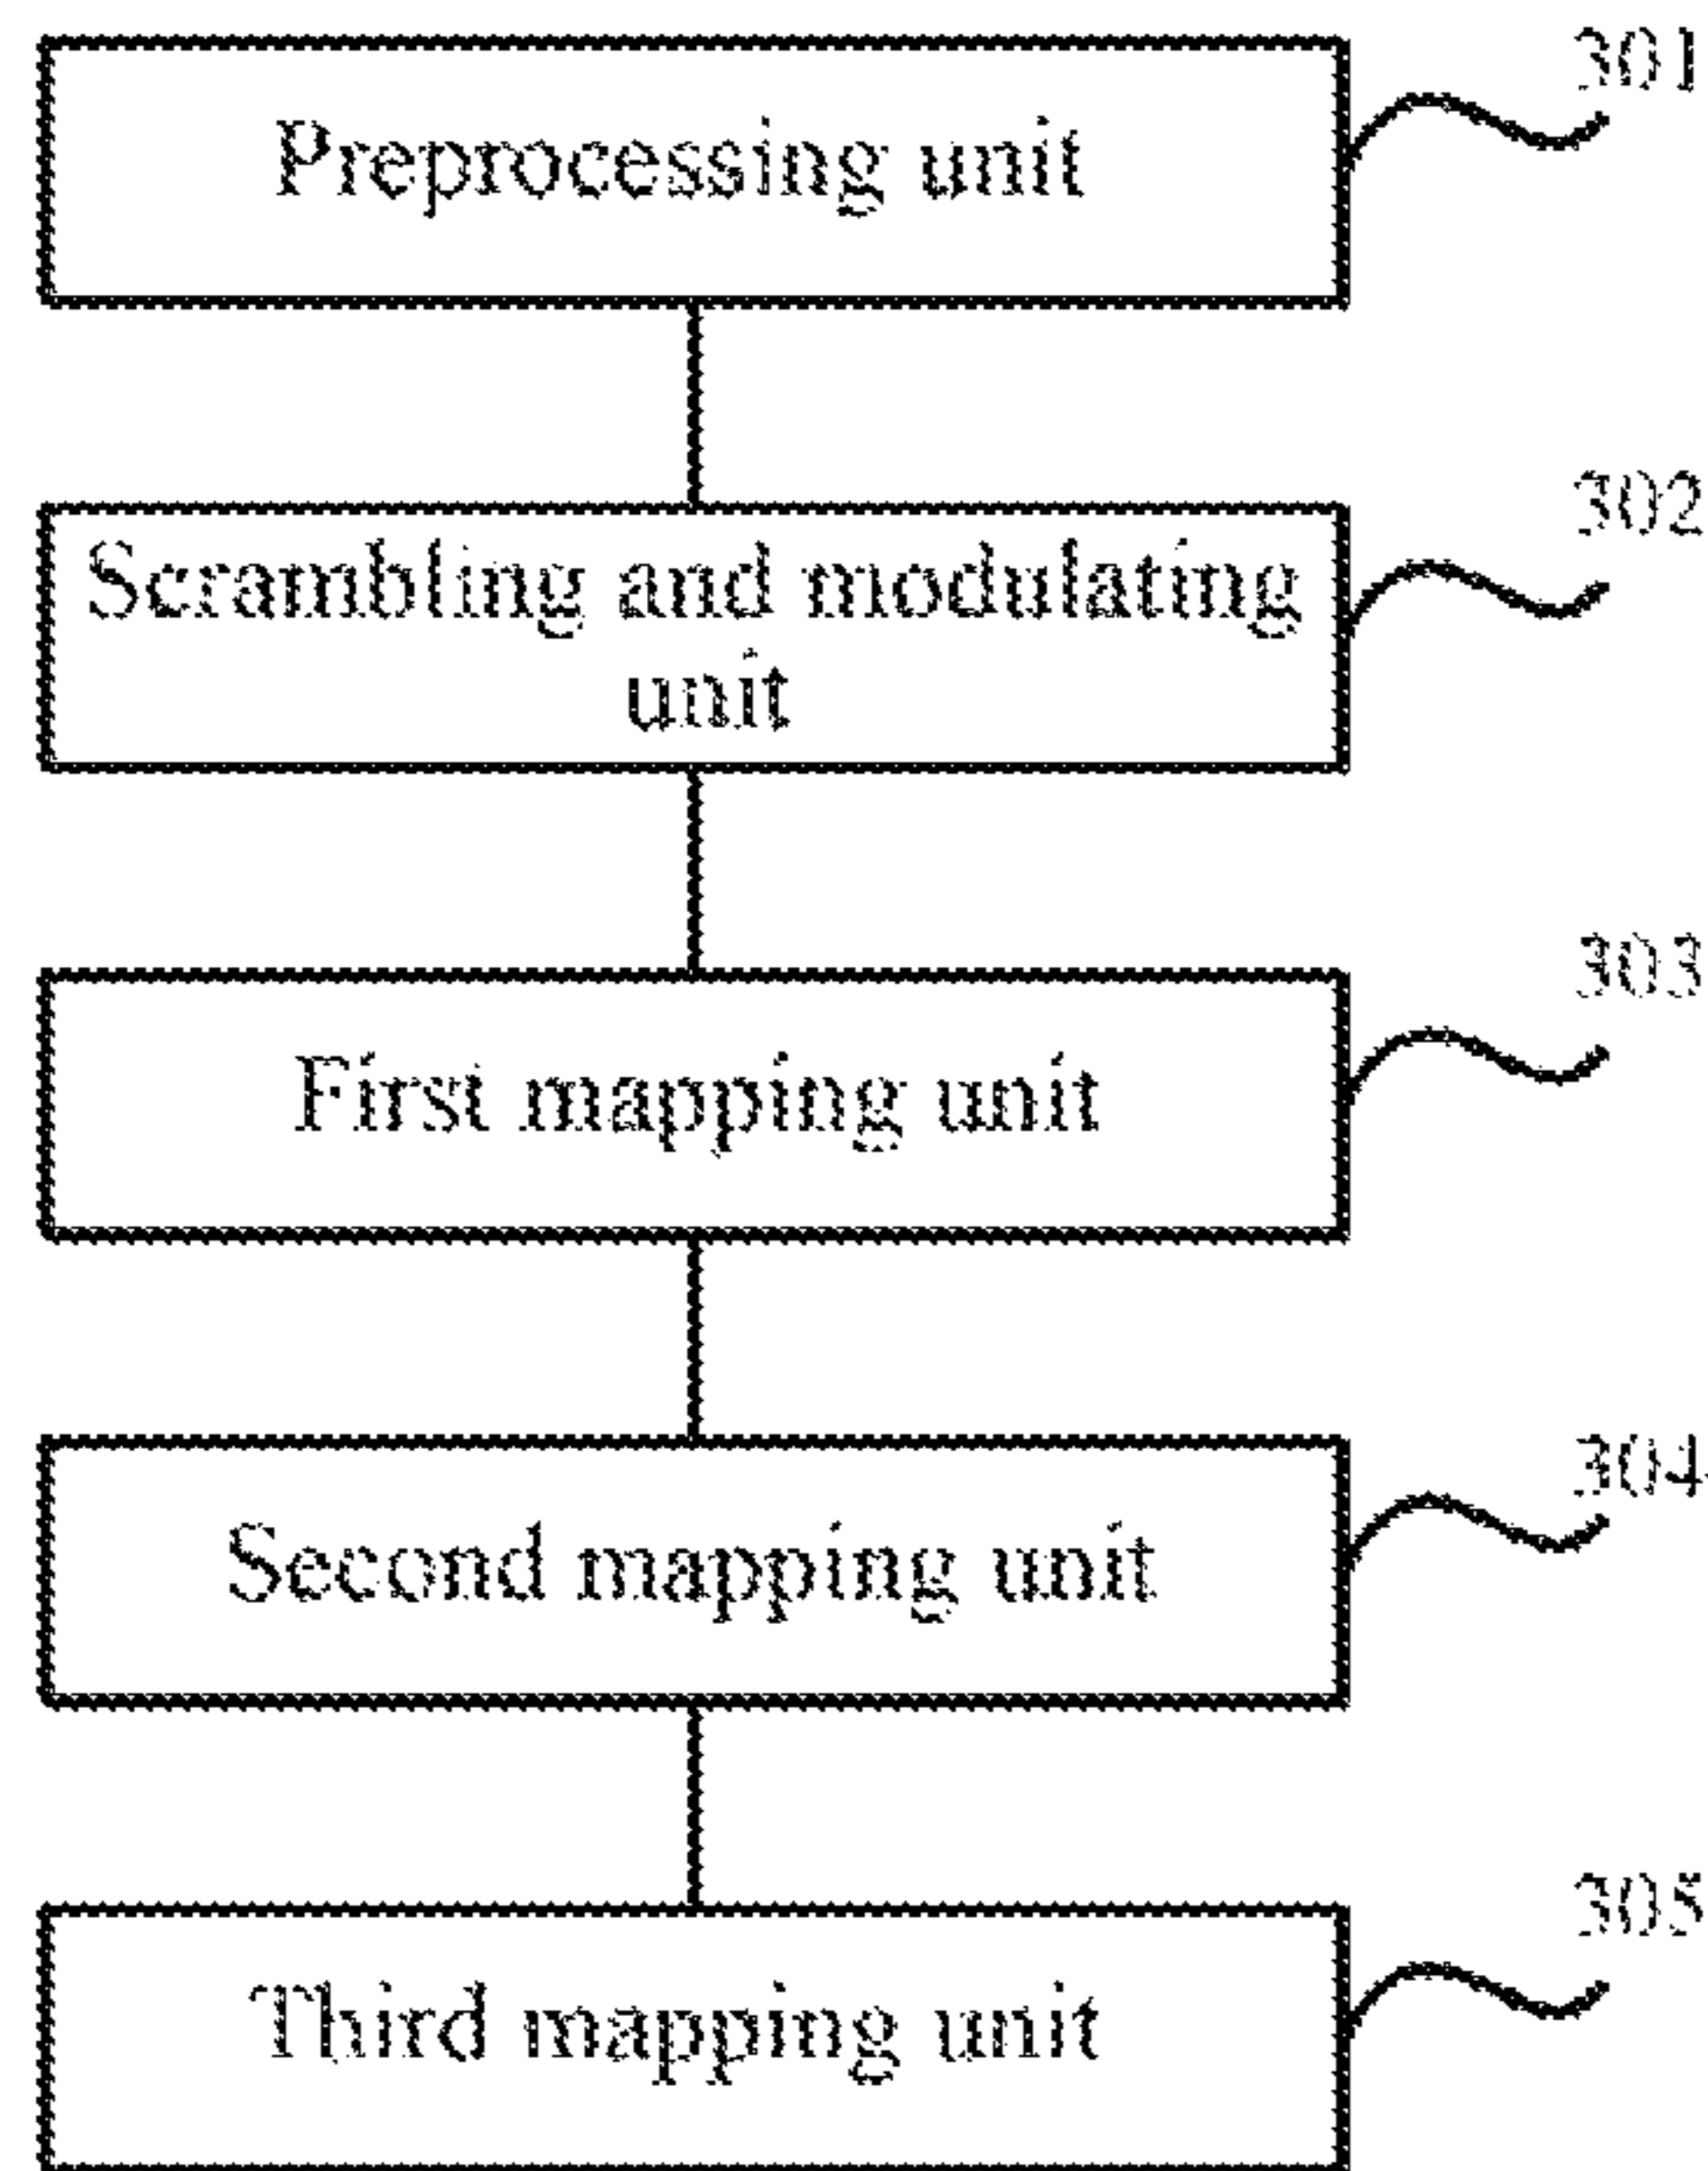 301
Preprocessing unit
302
Scrambling and modulating
unit
303
First mapping unit
304
Second mapping unit
305
Third mapping unit